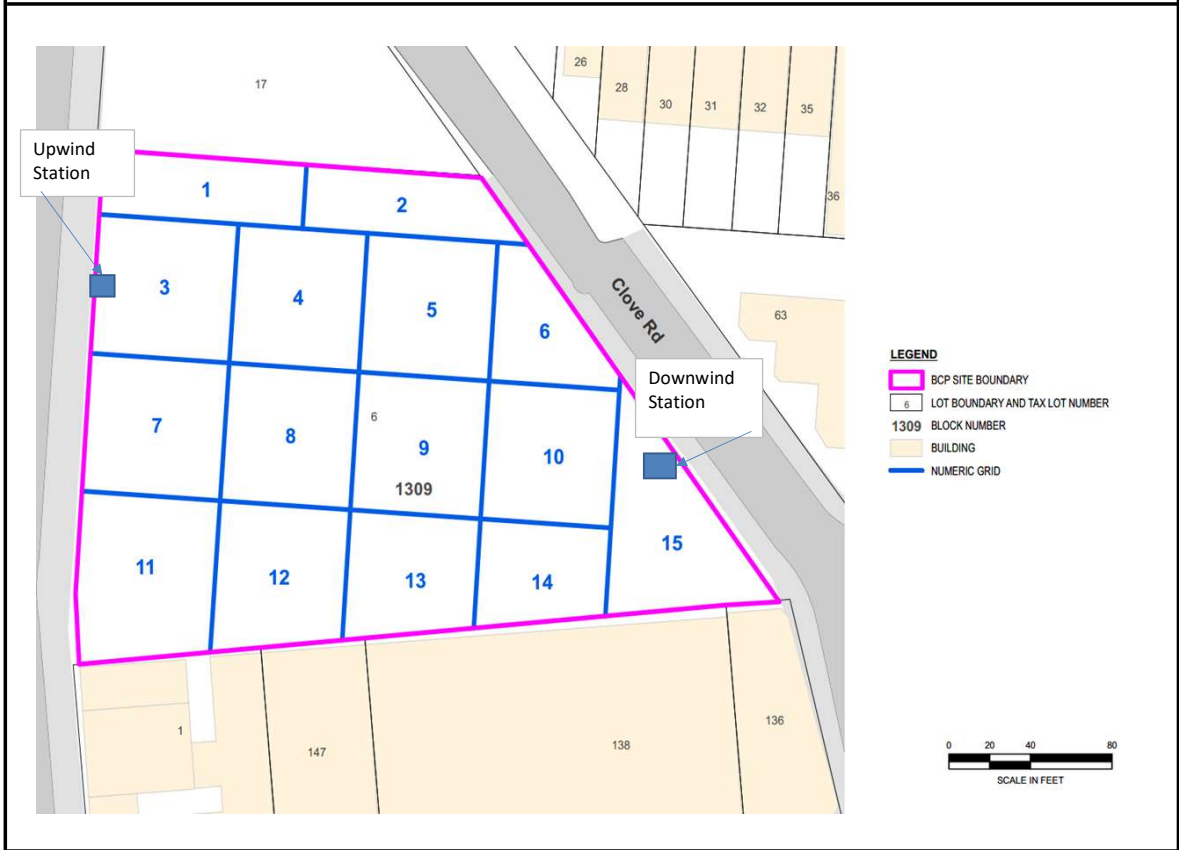 17
26
28
30
31
32
35
36
Upwind
Station
1
2
3
4
5
6
Clove Rd
63
Downwind
Station
7
8
6
9
1309
10
11
12
13
14
15
1
147
138
136
LEGEND
BCP SITE BOUNDARY
6 LOT BOUNDARY AND TAX LOT NUMBER
1309 BLOCK NUMBER
BUILDING
NUMERIC GRID
0 20 40 80
SCALE IN FEET